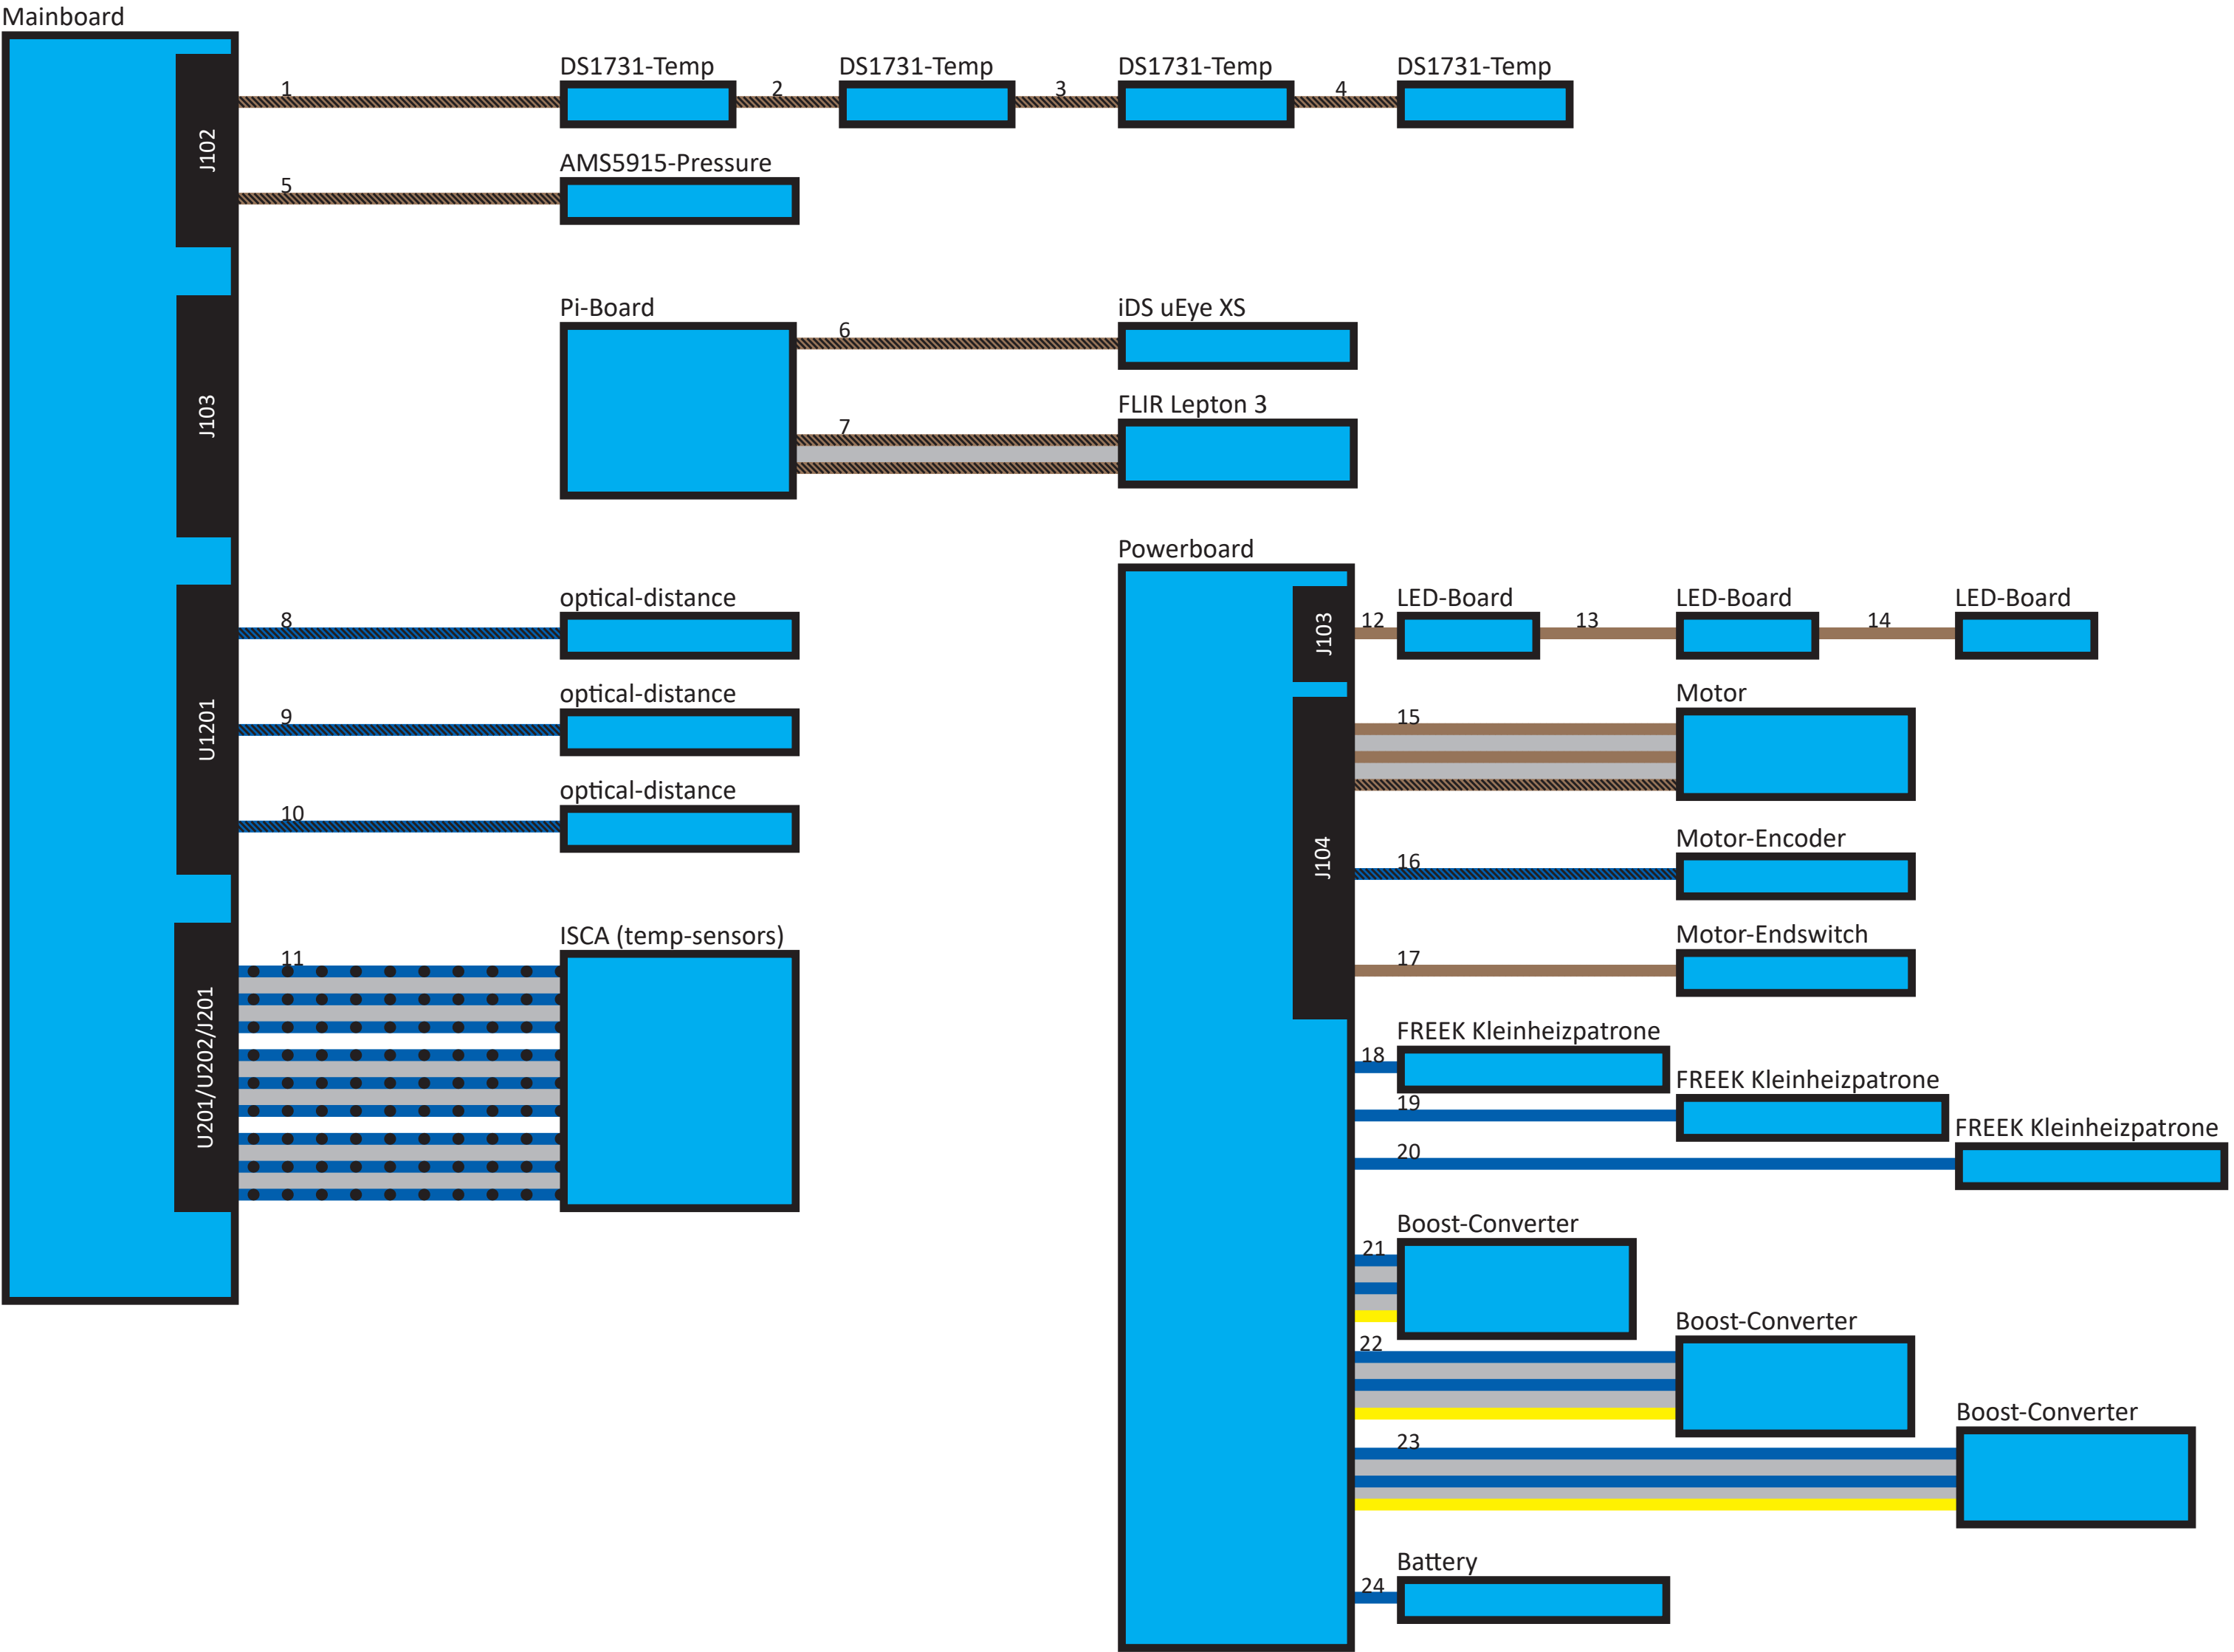 Mainboard
J102
1
DS1731-Temp
2
DS1731-Temp
3
DS1731-Temp
4
DS1731-Temp
5
AMS5915-Pressure
J103
Pi-Board
6
iDS uEye XS
7
FLIR Lepton 3
U1201
8
optical-distance
9
optical-distance
10
optical-distance
U201/U202/J201
11
ISCA (temp-sensors)
Powerboard
J103
12
LED-Board
13
LED-Board
14
LED-Board
J104
15
Motor
16
Motor-Encoder
17
Motor-Endswitch
18
FREEK Kleinheizpatrone
19
FREEK Kleinheizpatrone
20
FREEK Kleinheizpatrone
21
Boost-Converter
22
Boost-Converter
23
Boost-Converter
24
Battery